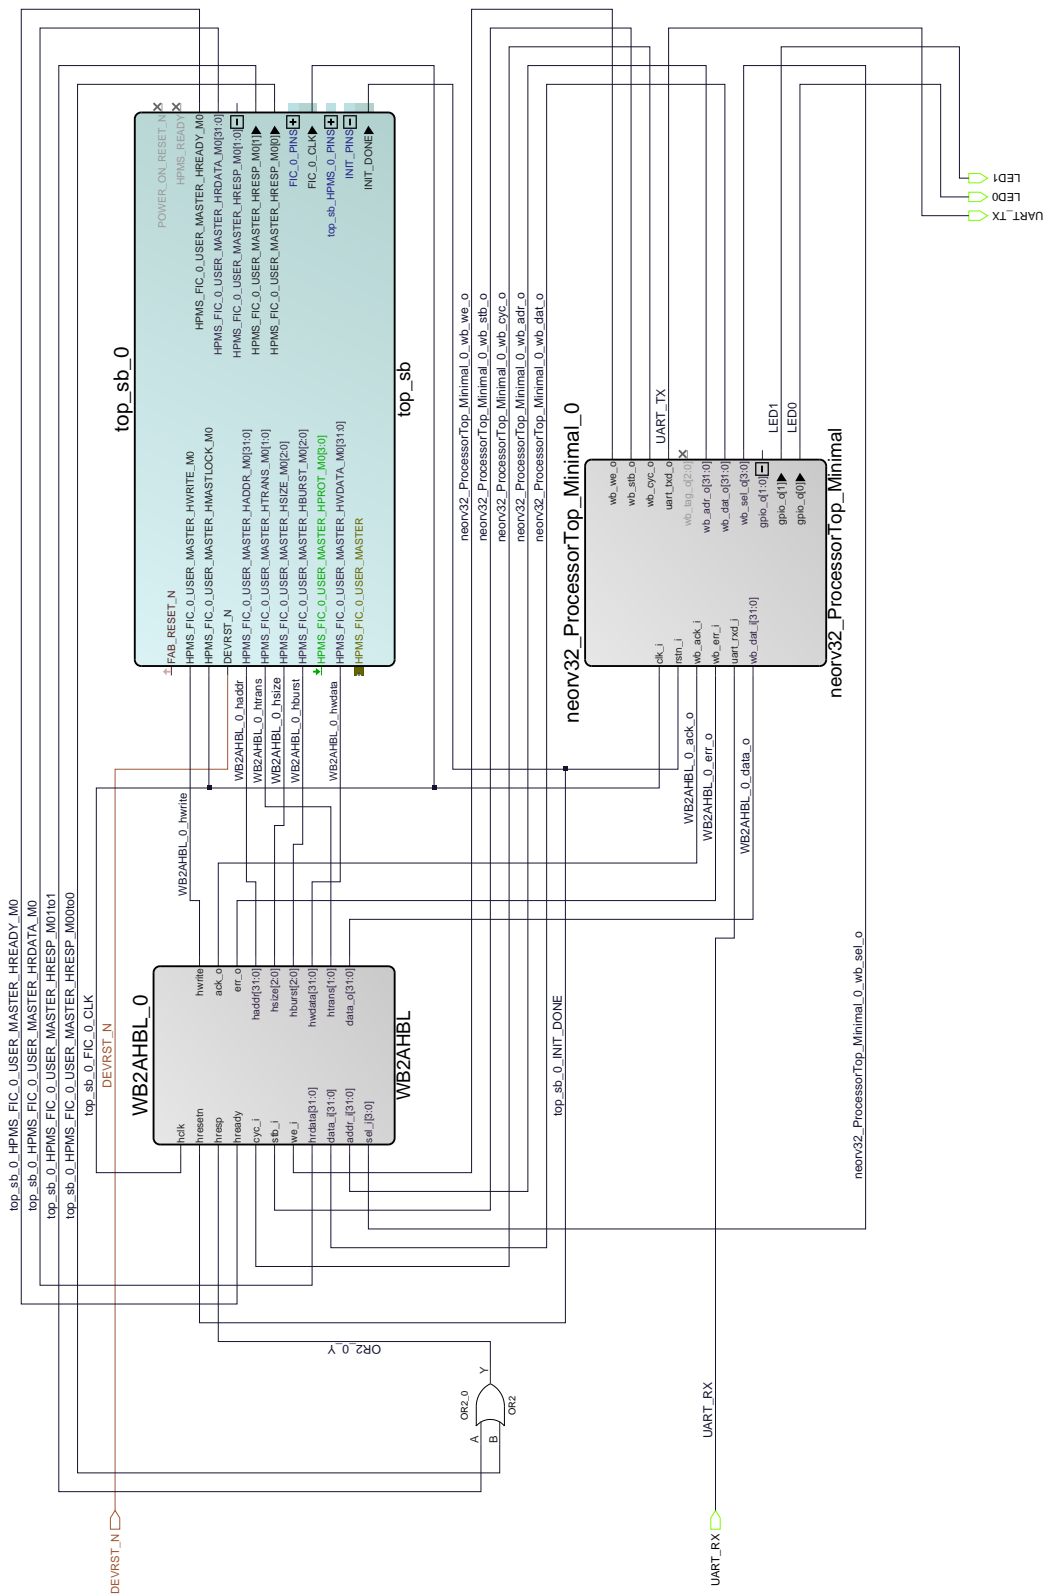 top_sb_0
POWER_ON_RESET_N
HPMS_READY
HPMS_FIC_0_USER_MASTER_HREADY_M0
HPMS_FIC_0_USER_MASTER_HRDATA_M0[31:0]
HPMS_FIC_0_USER_MASTER_HRESP_M0[1:0]
HPMS_FIC_0_USER_MASTER_HRESP_M0[1]
HPMS_FIC_0_USER_MASTER_HRESP_M0[0]
FIC_0_PINS
FIC_0_CLK
top_sb_HPMS_0_PINS
INIT_PINS
INIT_DONE
FAB_RESET_N
HPMS_FIC_0_USER_MASTER_HWRITE_M0
HPMS_FIC_0_USER_MASTER_HMASTLOCK_M0
DEVRST_N
HPMS_FIC_0_USER_MASTER_HADDR_M0[31:0]
HPMS_FIC_0_USER_MASTER_HTRANS_M0[1:0]
HPMS_FIC_0_USER_MASTER_HSIZE_M0[2:0]
HPMS_FIC_0_USER_MASTER_HBURST_M0[2:0]
HPMS_FIC_0_USER_MASTER_HPROT_M0[3:0]
HPMS_FIC_0_USER_MASTER_HWDATA_M0[31:0]
HPMS_FIC_0_USER_MASTER
top_sb
LED1
LED0
UART_TX
neorv32_ProcessorTop_Minimal_0_wb_we_o
neorv32_ProcessorTop_Minimal_0_wb_stb_o
neorv32_ProcessorTop_Minimal_0_wb_cyc_o
neorv32_ProcessorTop_Minimal_0_wb_adr_o
neorv32_ProcessorTop_Minimal_0_wb_dat_o
UART_TX
LED1
LED0
neorv32_ProcessorTop_Minimal_0
wb_we_o
wb_stb_o
wb_cyc_o
uart_txd_o
wb_tag_o[2:0]
wb_adr_o[31:0]
wb_dat_o[31:0]
wb_sel_o[3:0]
gpio_o[1:0]
gpio_o[1]
gpio_o[0]
clk_i
rstn_i
wb_ack_i
wb_err_i
uart_rxd_i
wb_dat_i[31:0]
neorv32_ProcessorTop_Minimal
WB2AHBL_0_hwrite
WB2AHBL_0_haddr
WB2AHBL_0_htrans
WB2AHBL_0_hsize
WB2AHBL_0_hburst
WB2AHBL_0_hwdata
WB2AHBL_0_ack_o
WB2AHBL_0_err_o
WB2AHBL_0_data_o
top_sb_0_HPMS_FIC_0_USER_MASTER_HREADY_M0
top_sb_0_HPMS_FIC_0_USER_MASTER_HRDATA_M0
top_sb_0_HPMS_FIC_0_USER_MASTER_HRESP_M01to1
top_sb_0_HPMS_FIC_0_USER_MASTER_HRESP_M00to0
top_sb_0_FIC_0_CLK
DEVRST_N
WB2AHBL_0
hwrite
ack_o
err_o
haddr[31:0]
hsize[2:0]
hburst[2:0]
hwdata[31:0]
htrans[1:0]
data_o[31:0]
hclk
hresetn
hresp
hready
cyc_i
stb_i
we_i
hrdata[31:0]
data_i[31:0]
addr_i[31:0]
sel_i[3:0]
WB2AHBL
top_sb_0_INIT_DONE
neorv32_ProcessorTop_Minimal_0_wb_sel_o
OR2_0_Y
OR2_0
Y
A
B
OR2
UART_RX
DEVRST_N
UART_RX